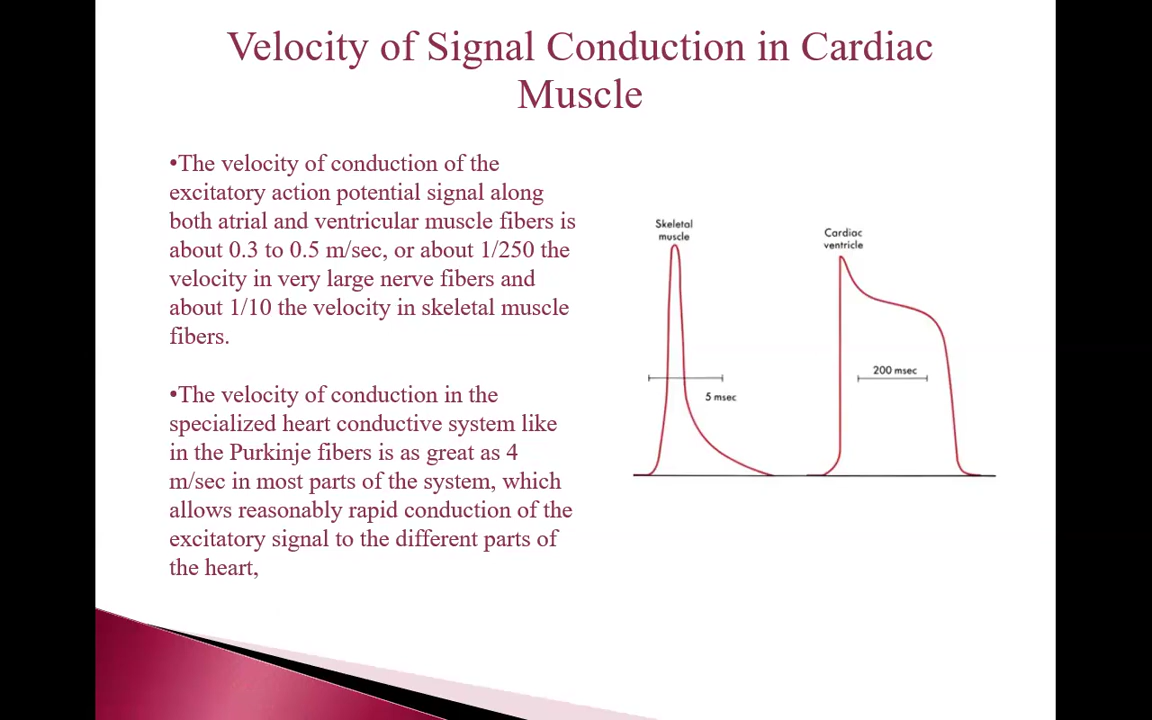 Velocity of Signal Conduction in Cardiac
Muscle
•The velocity of conduction of the
excitatory action potential signal along
both atrial and ventricular muscle fibers is
about 0.3 to 0.5 m/sec, or about 1/250 the
velocity in very large nerve fibers and
about 1/10 the velocity in skeletal muscle
fibers.
•The velocity of conduction in the
specialized heart conductive system like
in the Purkinje fibers is as great as 4
m/sec in most parts of the system, which
allows reasonably rapid conduction of the
excitatory signal to the different parts of
the heart,
Skeletal
muscle
5 msec
Cardiac
ventricle
200 msec